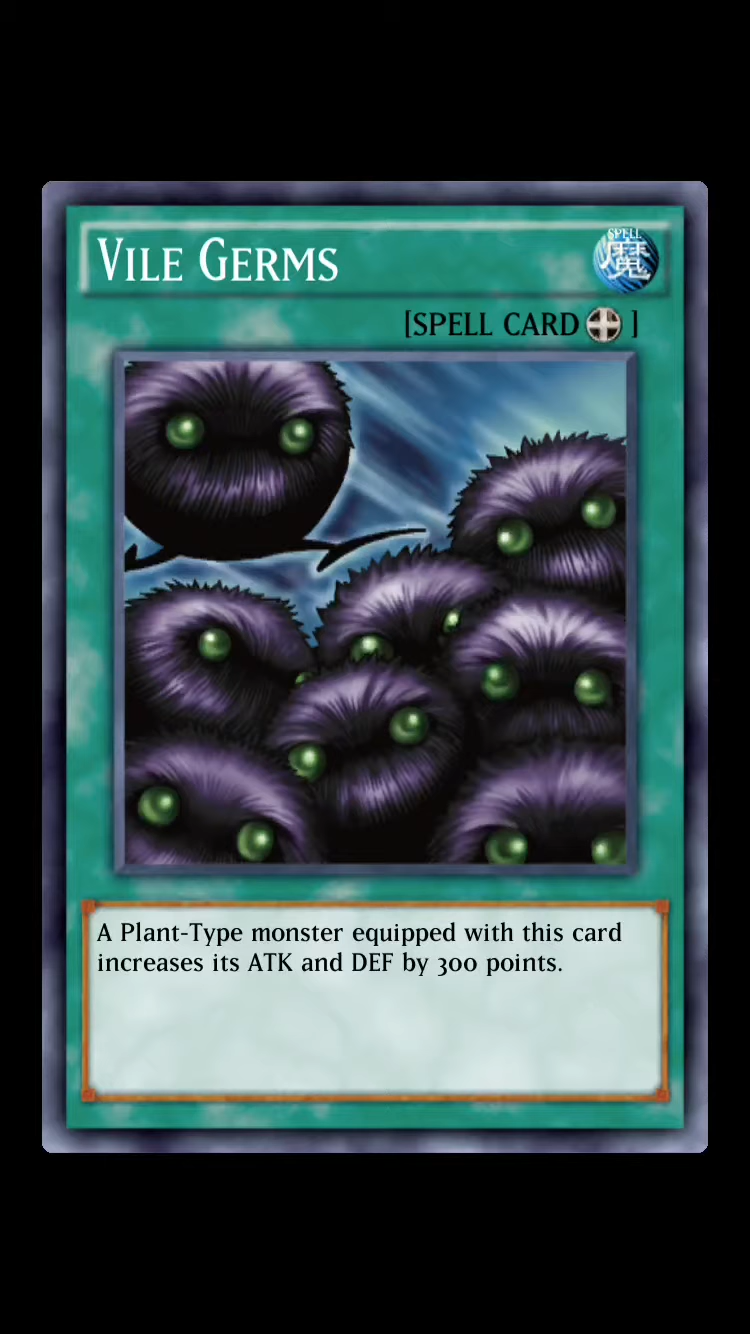 Vile Germs
SPELL
魔
[SPELL CARD ]
A Plant-Type monster equipped with this card
increases its ATK and DEF by 300 points.